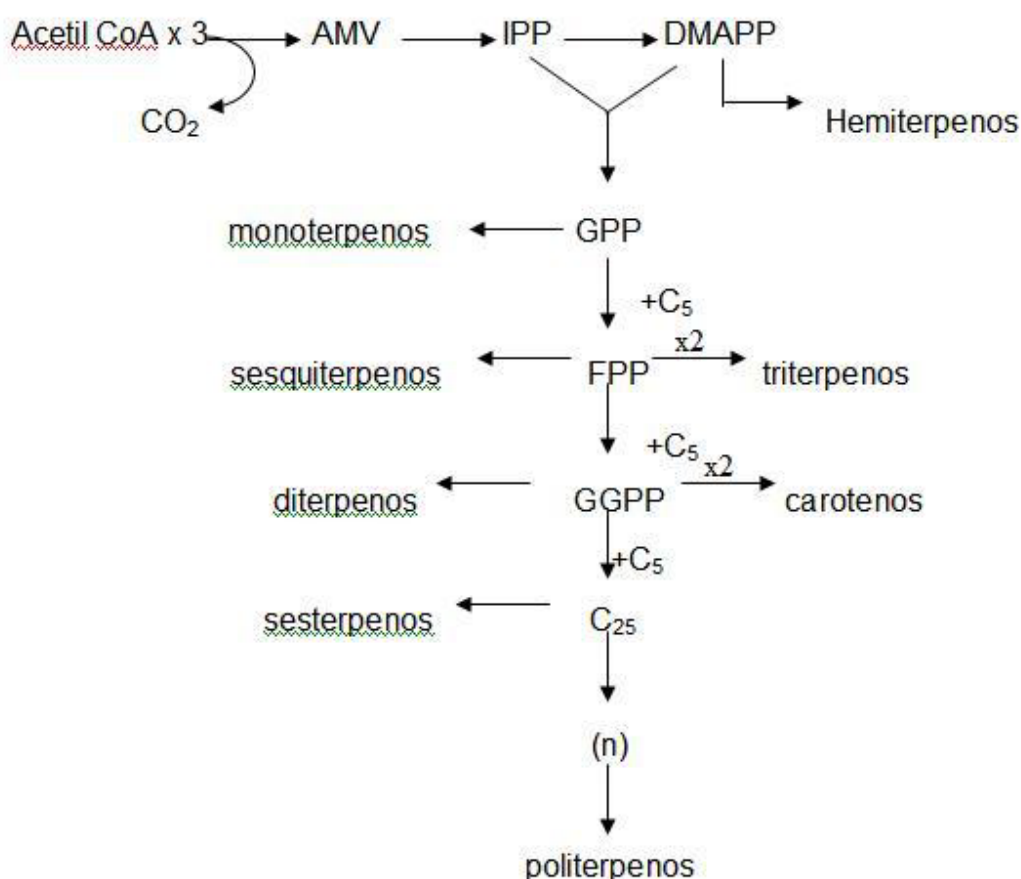 Acetil CoA x 3 AMV IPP DMAPP
CO₂ Hemiterpenos
monoterpenos GPP
+C₅
x2
sesquiterpenos FPP triterpenos
+C₅
x2
diterpenos GGPP carotenos
+C₅
sesterpenos C₂₅
(n)
politerpenos